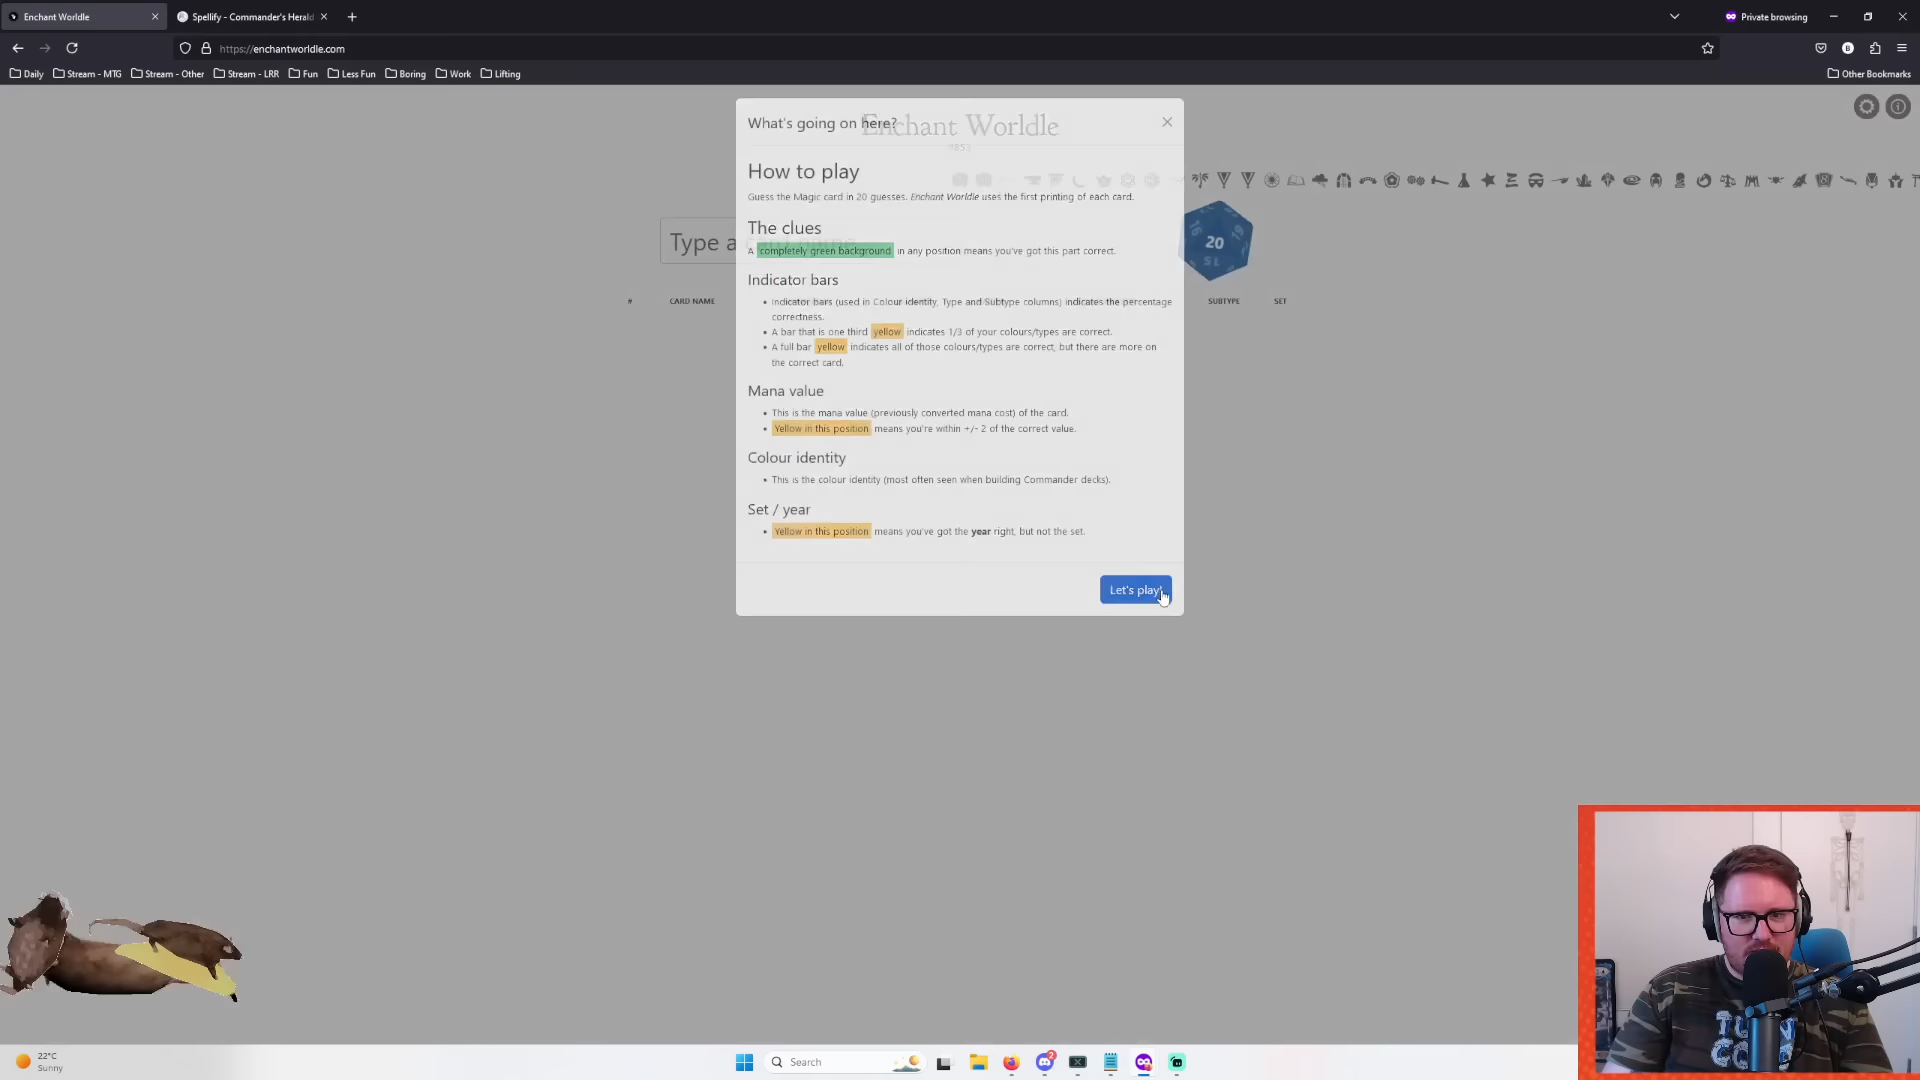 Enchant Worldle
Spellify - Commander's Herald
Private browsing
https://enchantworldle.com
Daily
Stream - MTG
Stream - Other
Stream - LRR
Fun
Less Fun
Boring
Work
Lifting
Other Bookmarks
What's going on here?
Enchant Worldle
How to play
Guess the Magic card in 20 guesses. Enchant Worldle uses the first printing of each card.
The clues
A completely green background in any position means you've got this part correct.
Type a
20
Indicator bars
# CARD NAME SUBTYPE SET
• Indicator bars (used in Colour identity, Type and Subtype columns) indicates the percentage
correctness.
• A bar that is one third yellow indicates 1/3 of your colours/types are correct.
• A full bar yellow indicates all of those colours/types are correct, but there are more on
the correct card.
Mana value
• This is the mana value (previously converted mana cost) of the card.
• Yellow in this position means you're within +/- 2 of the correct value.
Colour identity
• This is the colour identity (most often seen when building Commander decks).
Set / year
• Yellow in this position means you've got the year right, but not the set.
Let's play!
22°C
Sunny
Search
2